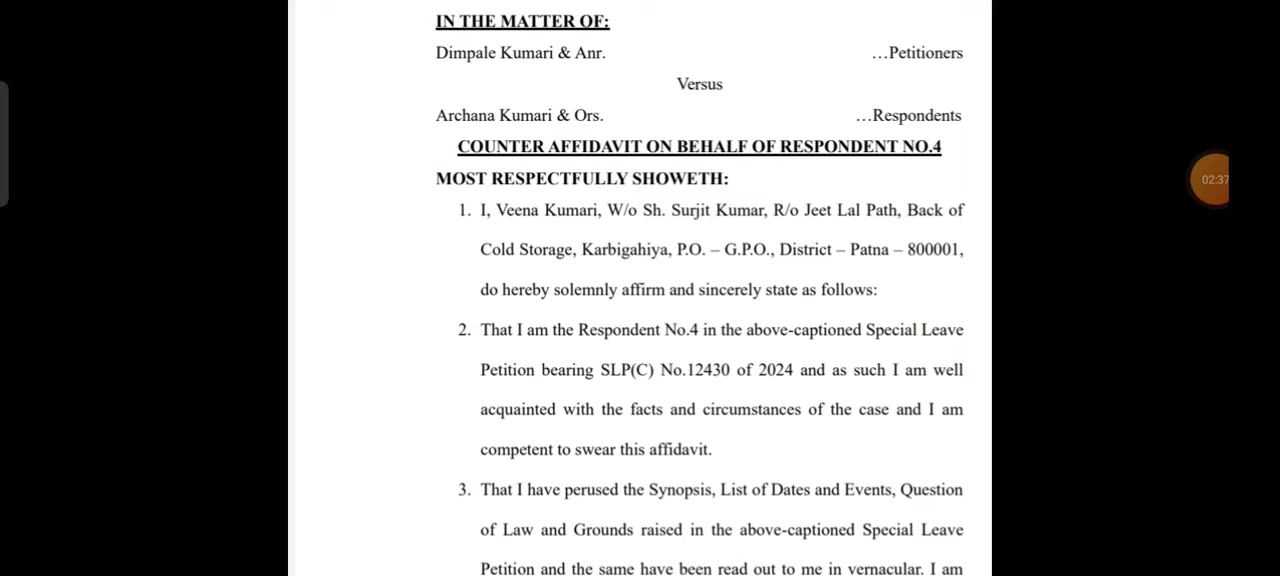 IN THE MATTER OF:
Dimpale Kumari & Anr. …Petitioners
Versus
Archana Kumari & Ors. …Respondents
COUNTER AFFIDAVIT ON BEHALF OF RESPONDENT NO.4
MOST RESPECTFULLY SHOWETH:
1. I, Veena Kumari, W/o Sh. Surjit Kumar, R/o Jeet Lal Path, Back of
Cold Storage, Karbigahiya, P.O. – G.P.O., District – Patna – 800001,
do hereby solemnly affirm and sincerely state as follows:
2. That I am the Respondent No.4 in the above-captioned Special Leave
Petition bearing SLP(C) No.12430 of 2024 and as such I am well
acquainted with the facts and circumstances of the case and I am
competent to swear this affidavit.
3. That I have perused the Synopsis, List of Dates and Events, Question
of Law and Grounds raised in the above-captioned Special Leave
Petition and the same have been read out to me in vernacular. I am
02:37